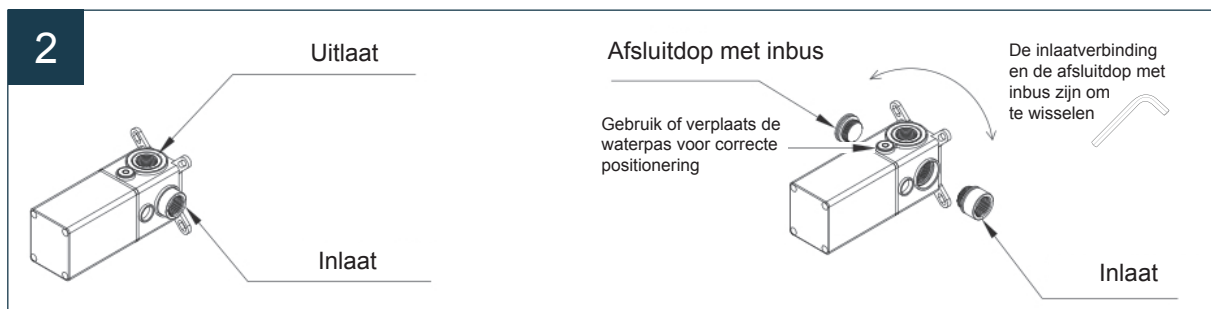 2
Uitlaat
Inlaat
Afsluitdop met inbus
De inlaatverbinding
en de afsluitdop met
inbus zijn om
te wisselen
Gebruik of verplaats de
waterpas voor correcte
positionering
Inlaat